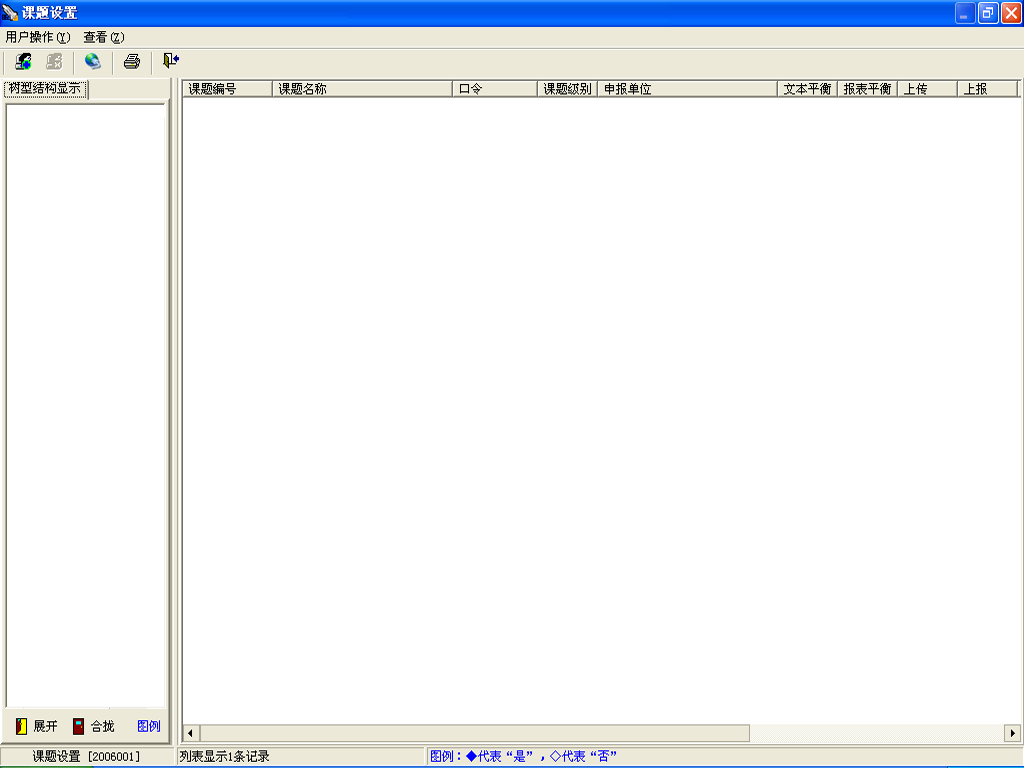 课题设置
用户操作(Y) 查看(Z)
树型结构显示
课题编号 课题名称 口令 课题级别 申报单位 文本平衡 报表平衡 上传 上报
展开 合拢 图例
课题设置 [2006001] 列表显示1条记录 图例：◆代表“是”，◇代表“否”